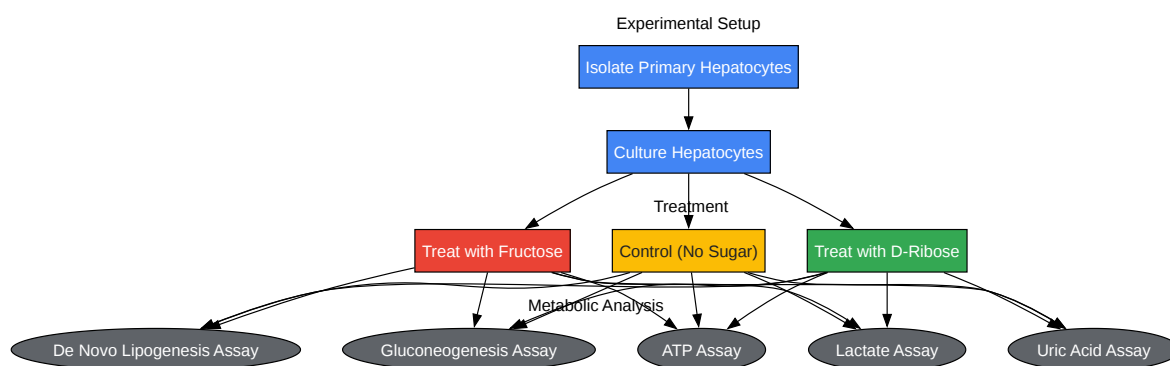 Experimental Setup
Isolate Primary Hepatocytes
Culture Hepatocytes
Treatment
Treat with Fructose
Control (No Sugar)
Treat with D-Ribose
Metabolic Analysis
De Novo Lipogenesis Assay
Gluconeogenesis Assay
ATP Assay
Lactate Assay
Uric Acid Assay